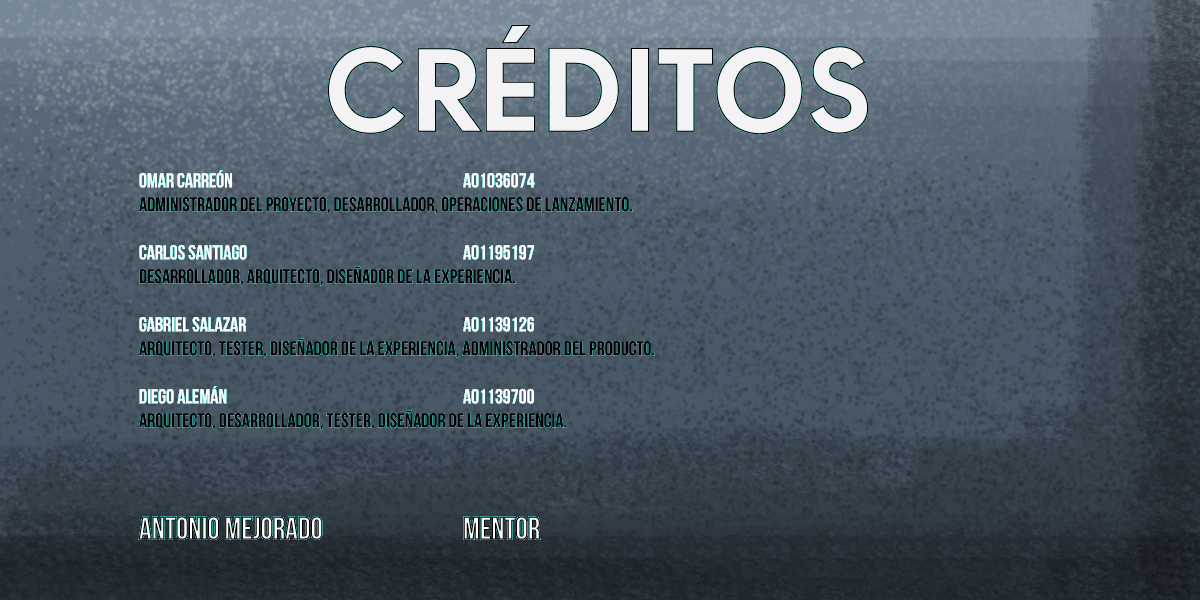 CRÉDITOS
OMAR CARREÓN A01036074
ADMINISTRADOR DEL PROYECTO, DESARROLLADOR, OPERACIONES DE LANZAMIENTO.
CARLOS SANTIAGO A01195197
DESARROLLADOR, ARQUITECTO, DISEÑADOR DE LA EXPERIENCIA.
GABRIEL SALAZAR A01139126
ARQUITECTO, TESTER, DISEÑADOR DE LA EXPERIENCIA, ADMINISTRADOR DEL PRODUCTO.
DIEGO ALEMÁN A01139700
ARQUITECTO, DESARROLLADOR, TESTER, DISEÑADOR DE LA EXPERIENCIA.
ANTONIO MEJORADO MENTOR